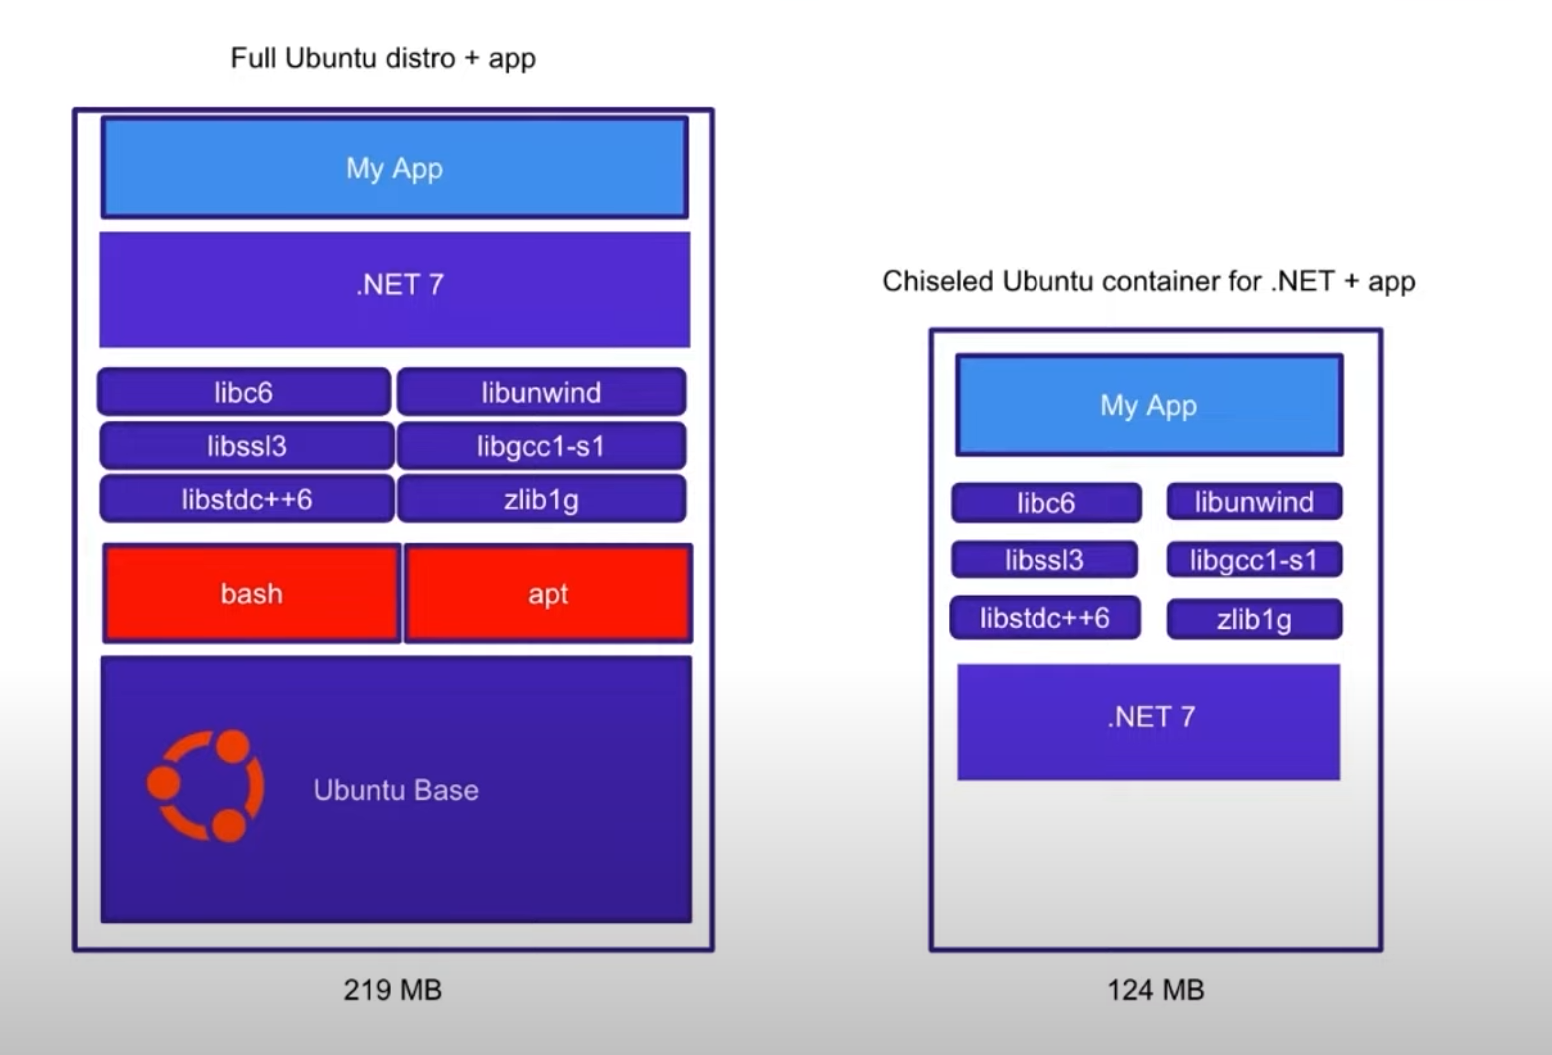 Full Ubuntu distro + app
My App
.NET 7
libc6
libunwind
libssl3
libgcc1-s1
libstdc++6
zlib1g
bash
apt
Ubuntu Base
219 MB
Chiseled Ubuntu container for .NET + app
My App
libc6
libunwind
libssl3
libgcc1-s1
libstdc++6
zlib1g
.NET 7
124 MB